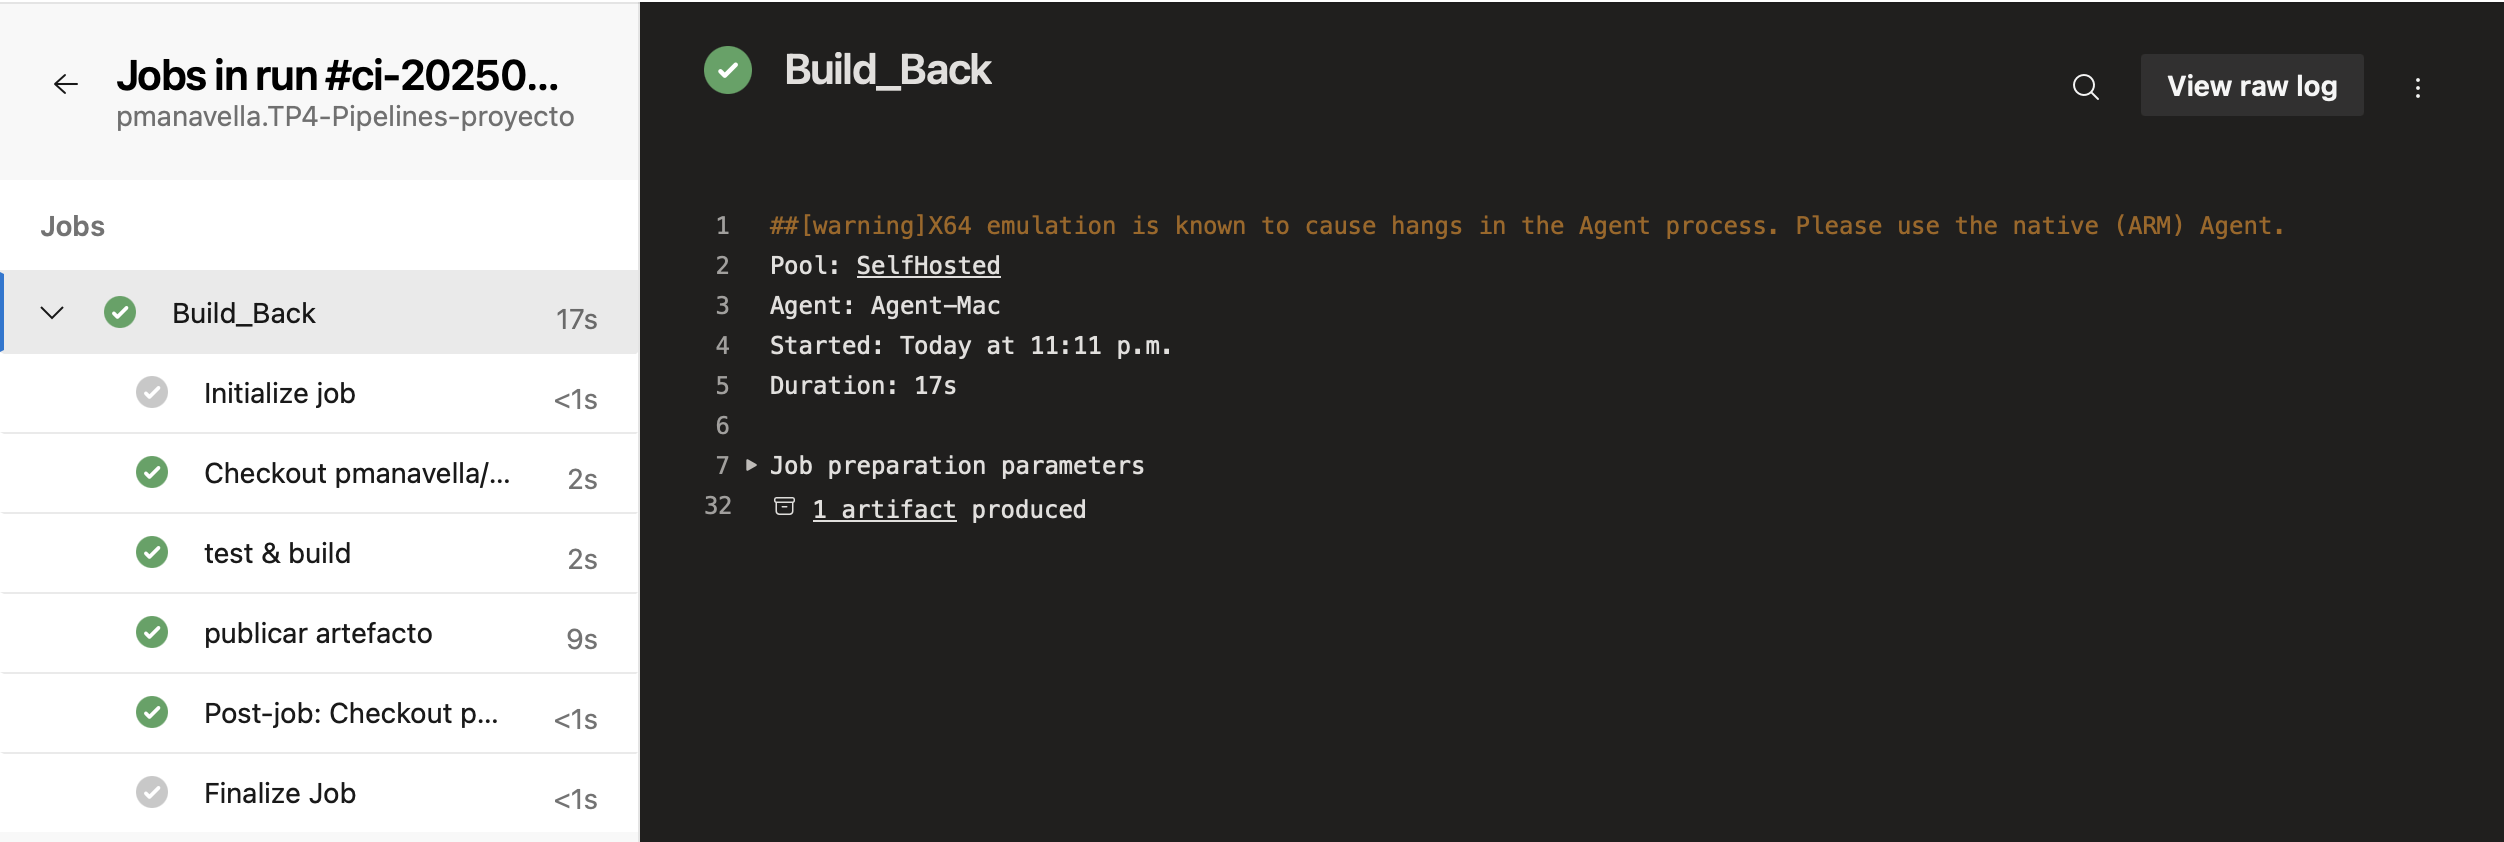 Jobs in run #ci-20250...
pmanavella.TP4-Pipelines-proyecto
Jobs
Build_Back 17s
Initialize job <1s
Checkout pmanavella/... 2s
test & build 2s
publicar artefacto 9s
Post-job: Checkout p... <1s
Finalize Job <1s
Build_Back
View raw log
1 ##[warning]X64 emulation is known to cause hangs in the Agent process. Please use the native (ARM) Agent.
2 Pool: SelfHosted
3 Agent: Agent-Mac
4 Started: Today at 11:11 p.m.
5 Duration: 17s
6
7 Job preparation parameters
32 1 artifact produced